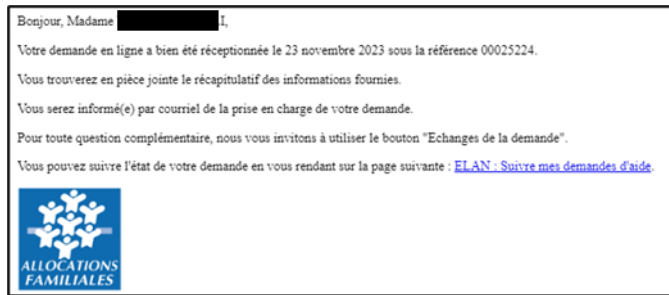 Bonjour, Madame I,
Votre demande en ligne a bien été réceptionnée le 23 novembre 2023 sous la référence 00025224.
Vous trouverez en pièce jointe le récapitulatif des informations fournies.
Vous serez informé(e) par courriel de la prise en charge de votre demande.
Pour toute question complémentaire, nous vous invitons à utiliser le bouton "Echanges de la demande".
Vous pouvez suivre l'état de votre demande en vous rendant sur la page suivante : ELAN : Suivre mes demandes d'aide.
ALLOCATIONS
FAMILIALES